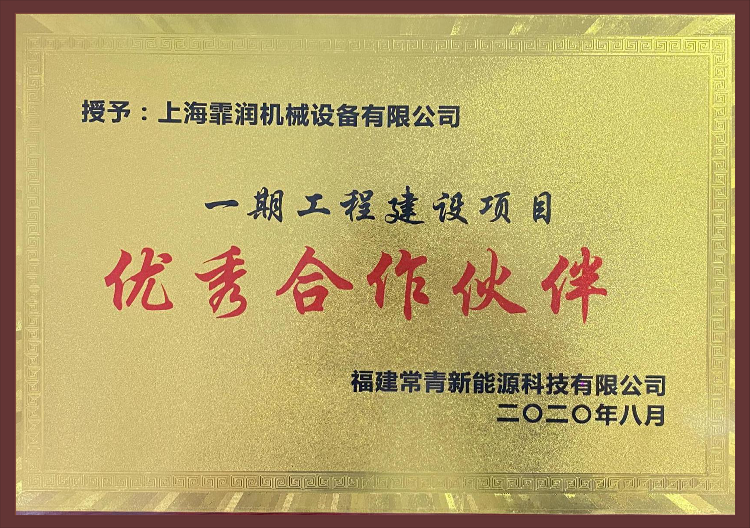 授予：上海霏润机械设备有限公司
一期工程建设项目
优秀合作伙伴
福建常青新能源科技有限公司
二〇二〇年八月